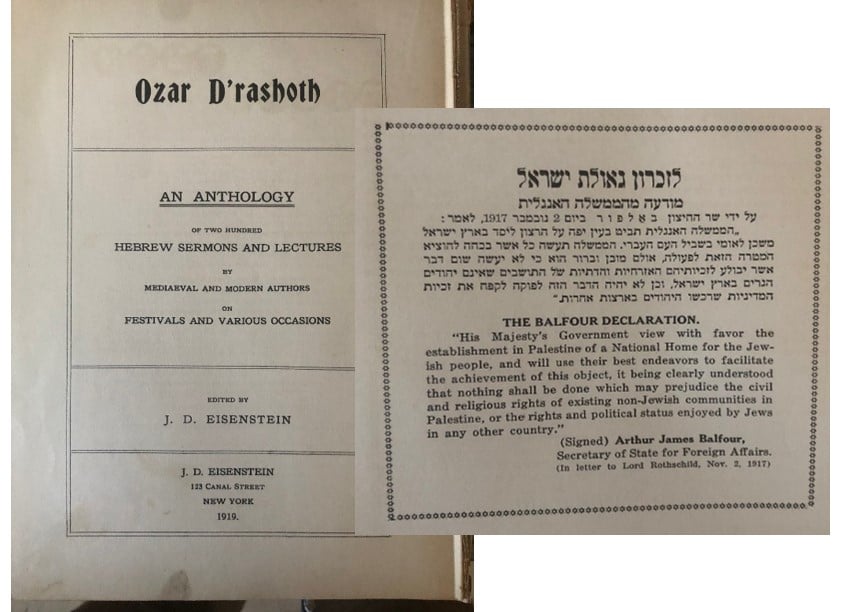 Ozar D'rashoth
AN ANTHOLOGY
OF TWO HUNDRED
HEBREW SERMONS AND LECTURES
BY
MEDIAEVAL AND MODERN AUTHORS
ON
FESTIVALS AND VARIOUS OCCASIONS
EDITED BY
J. D. EISENSTEIN
J. D. EISENSTEIN
123 CANAL STREET
NEW YORK
1919.
לזכרון גאולת ישראל
מודעה מהממשלה האנגלית
על ידי שר החיצון באלפור ביום 2 נובמבר 1917, לאמר:
„הממשלה האנגלית תבים בעין יפה על הרצון ליסד בארץ ישראל
משכן לאומי בשביל העם העברי. הממשלה תעשה כל אשר בכחה להוציא
המטרה הזאת לפעולה, אולם מובן וברור הוא כי לא יעשה שום דבר
אשר יבולע לזכיותיהם האזרחיות והדתיות של התושבים שאינם יהודים
הגרים בארץ ישראל, וכן לא יהיה הדבר הזה לפוקה לקפח את זכיות
המדיניות שרכשו היהודים בארצות אחרות."
THE BALFOUR DECLARATION.
"His Majesty's Government view with favor the
establishment in Palestine of a National Home for the Jew-
ish people, and will use their best endeavors to facilitate
the achievement of this object, it being clearly understood
that nothing shall be done which may prejudice the civil
and religious rights of existing non-Jewish communities in
Palestine, or the rights and political status enjoyed by Jews
in any other country."
(Signed) Arthur James Balfour,
Secretary of State for Foreign Affairs.
(In letter to Lord Rothschild, Nov. 2, 1917)